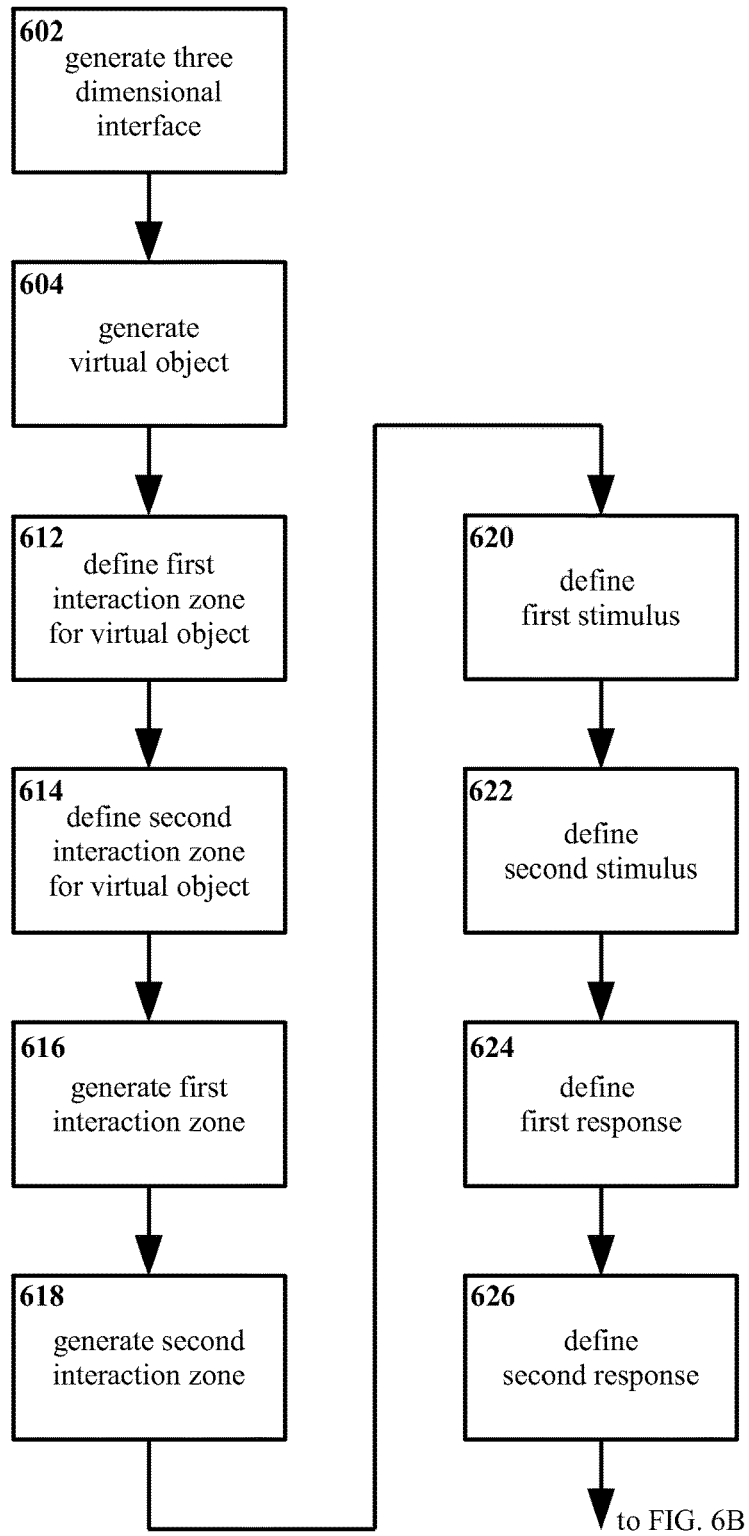 602
generate three
dimensional
interface
604
generate
virtual object
612
define first
interaction zone
for virtual object
614
define second
interaction zone
for virtual object
616
generate first
interaction zone
618
generate second
interaction zone
620
define
first stimulus
622
define
second stimulus
624
define
first response
626
define
second response
to FIG. 6B